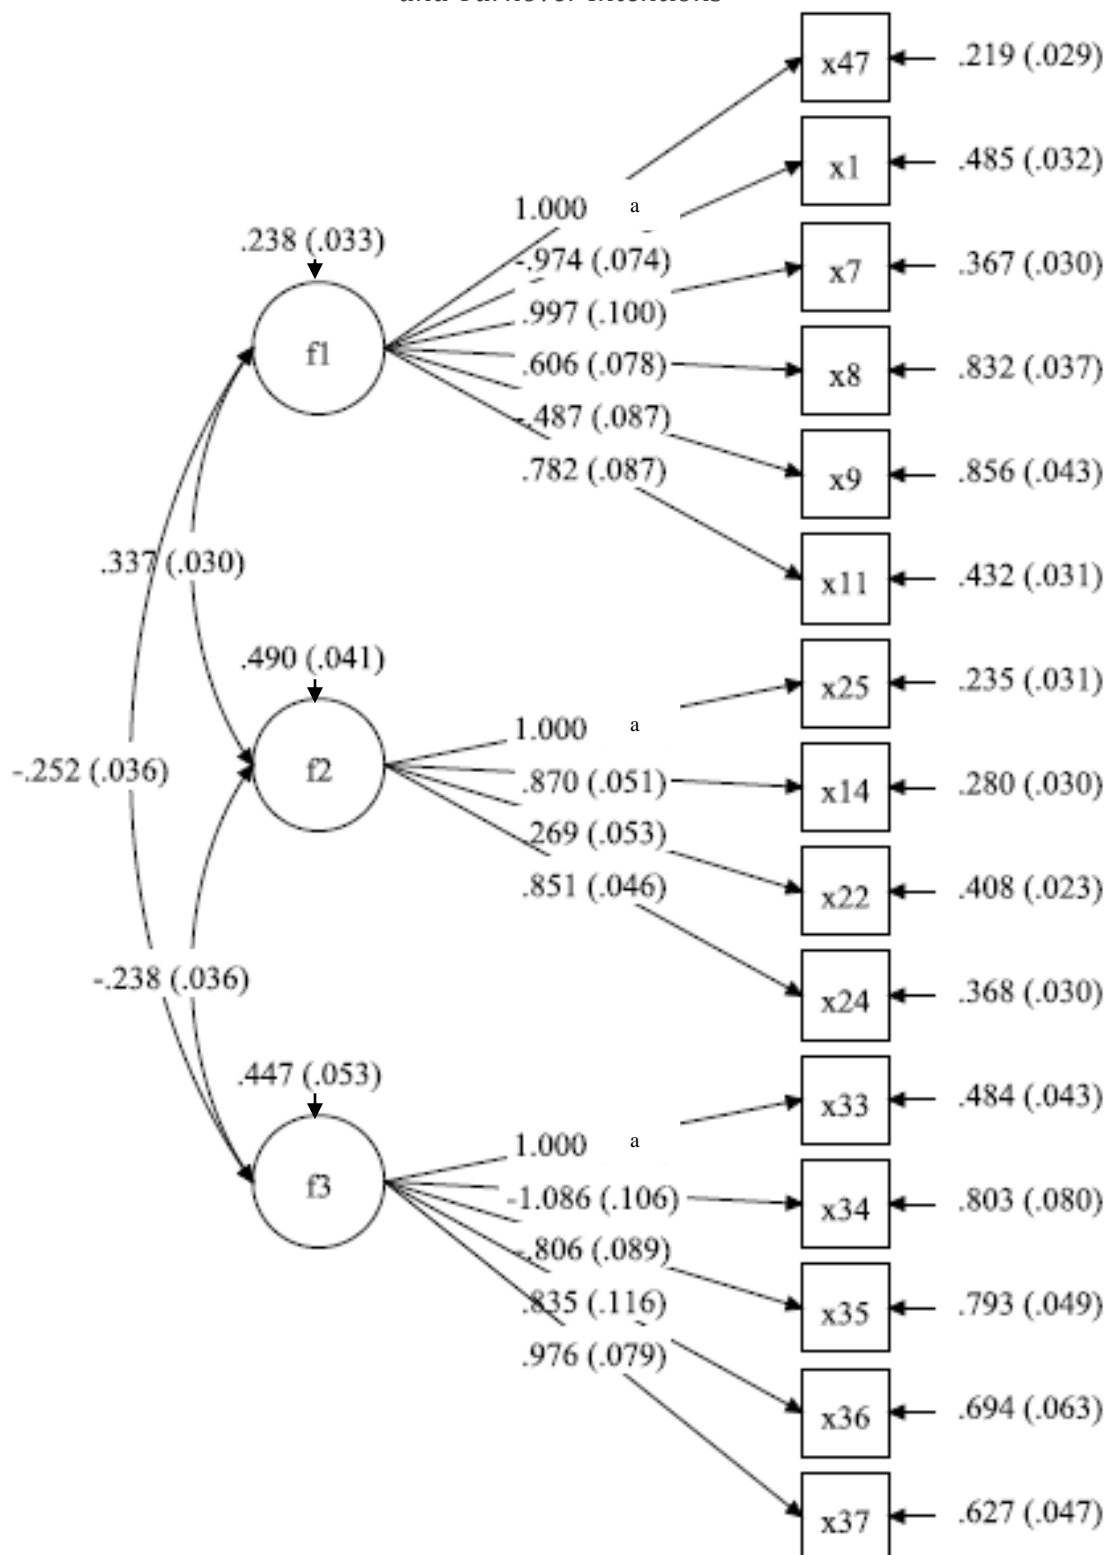 and Turnover Intentions
x47 .219 (.029)
x1 .485 (.032)
1.000 a
.238 (.033)
-.974 (.074)
x7 .367 (.030)
.997 (.100)
f1
.606 (.078)
x8 .832 (.037)
-.487 (.087)
.782 (.087)
x9 .856 (.043)
.337 (.030)
x11 .432 (.031)
.490 (.041)
x25 .235 (.031)
1.000 a
-.252 (.036)
f2
.870 (.051)
x14 .280 (.030)
.269 (.053)
.851 (.046)
x22 .408 (.023)
-.238 (.036)
x24 .368 (.030)
.447 (.053)
x33 .484 (.043)
1.000 a
f3
-1.086 (.106)
x34 .803 (.080)
-.806 (.089)
.835 (.116)
x35 .793 (.049)
.976 (.079)
x36 .694 (.063)
x37 .627 (.047)